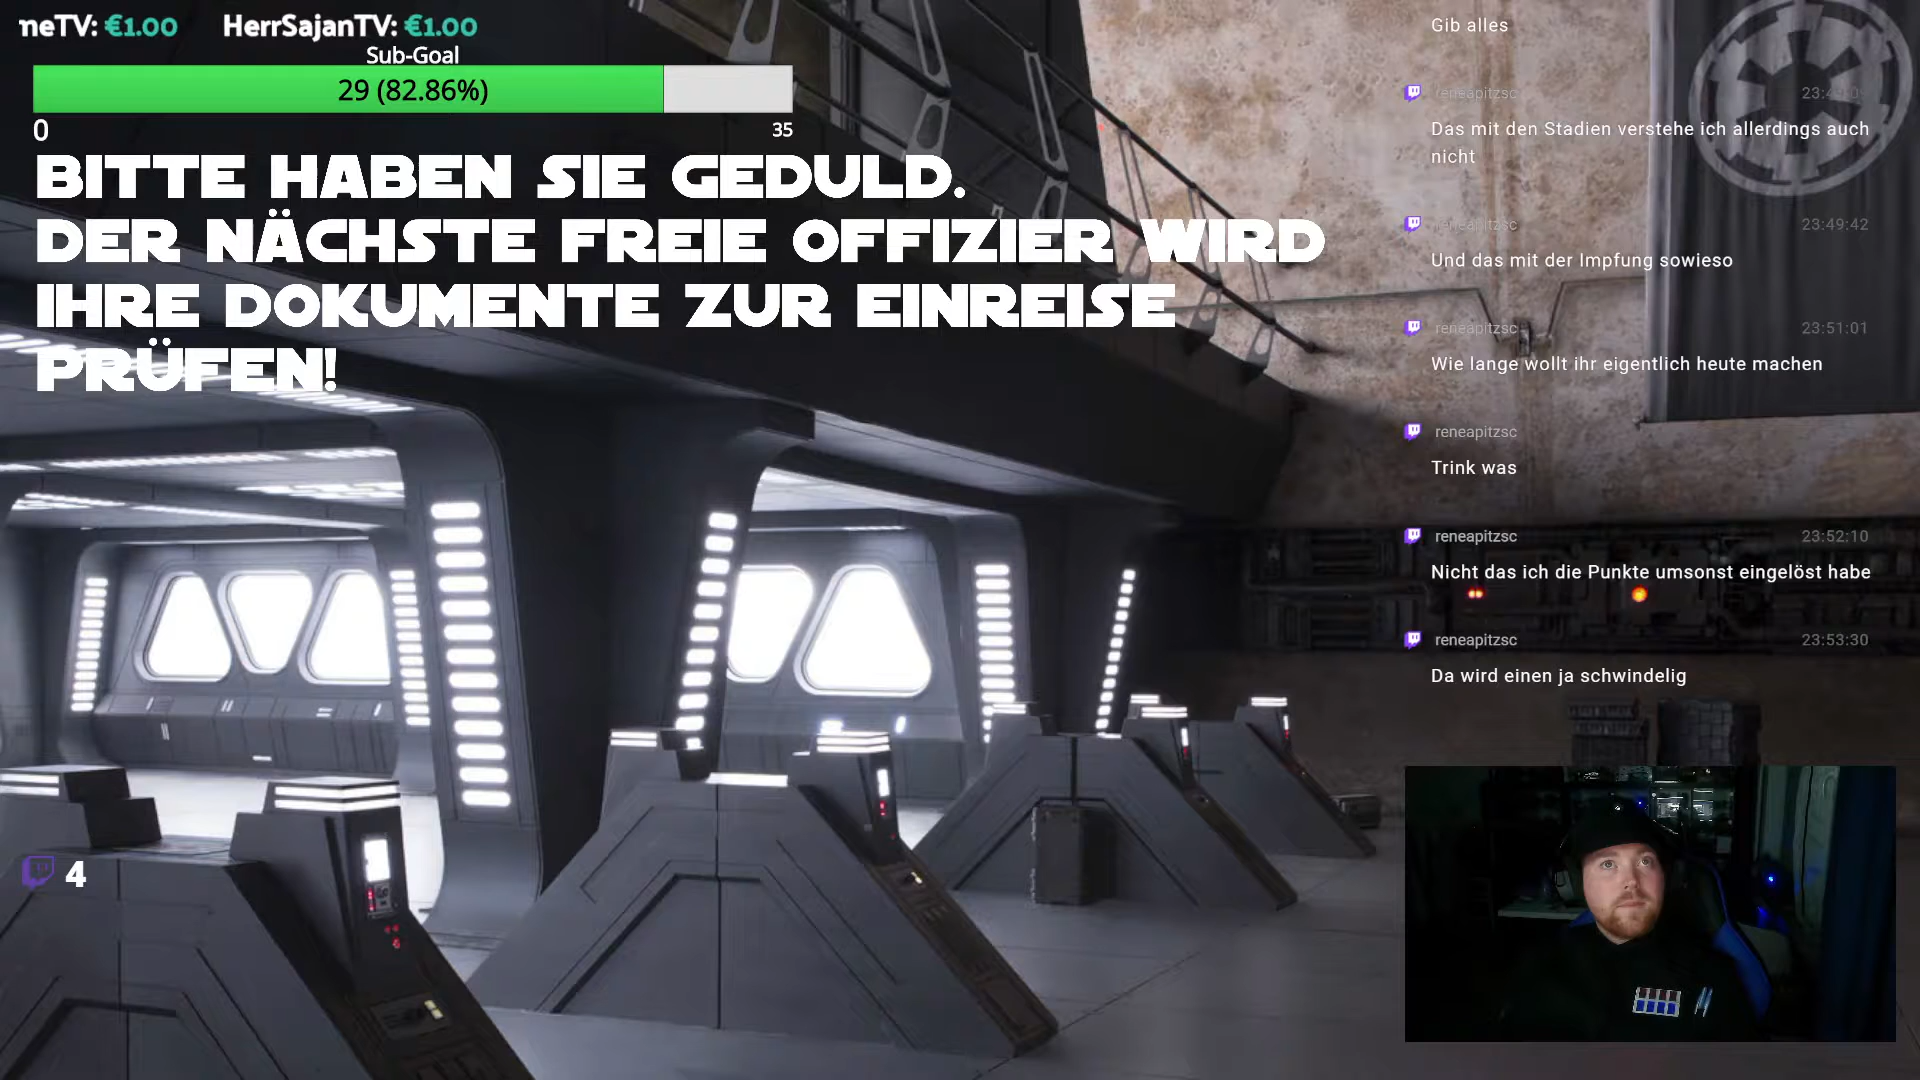 neTV: €1.00 HerrSajanTV: €1.00
Sub-Goal
29 (82.86%)
0
35
BITTE HABEN SIE GEDULD.
DER NÄCHSTE FREIE OFFIZIER WIRD
IHRE DOKUMENTE ZUR EINREISE
PRÜFEN!
4
Gib alles
reneapitzsc
Das mit den Stadien verstehe ich allerdings auch
nicht
reneapitzsc 23:49:42
Und das mit der Impfung sowieso
reneapitzsc 23:51:01
Wie lange wollt ihr eigentlich heute machen
reneapitzsc
Trink was
reneapitzsc 23:52:10
Nicht das ich die Punkte umsonst eingelöst habe
reneapitzsc 23:53:30
Da wird einen ja schwindelig